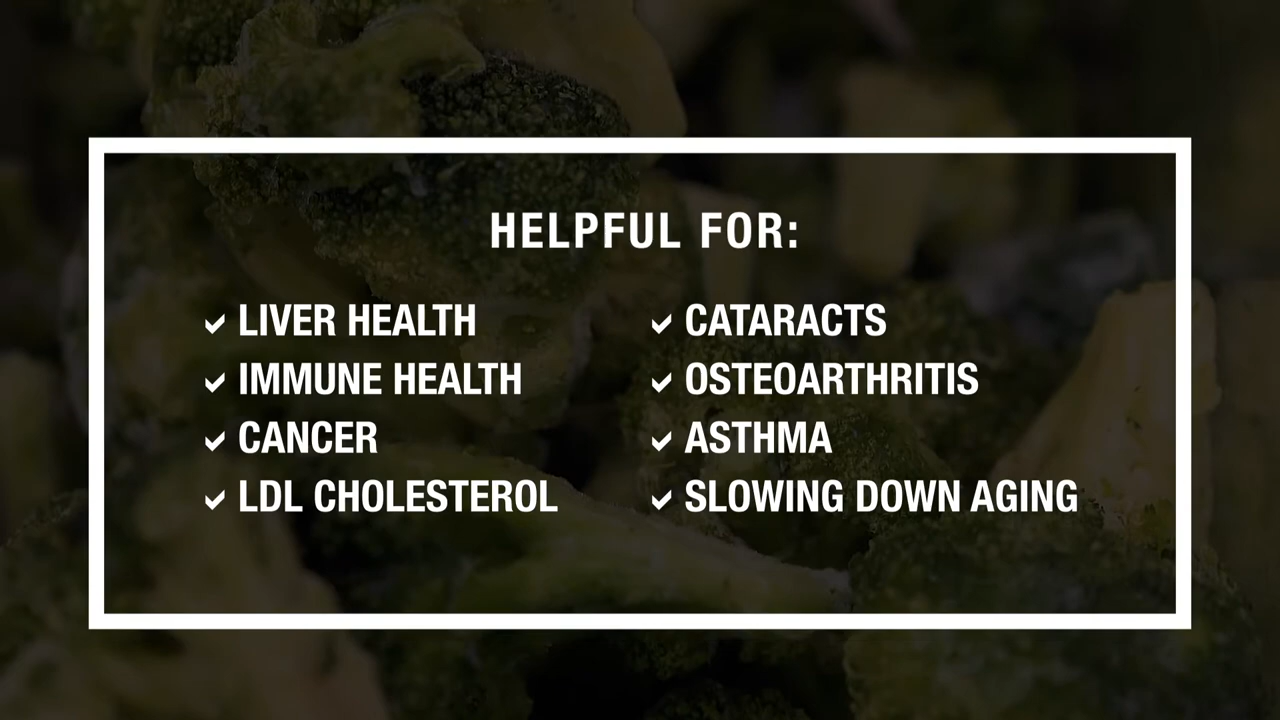 HELPFUL FOR:
LIVER HEALTH
IMMUNE HEALTH
CANCER
LDL CHOLESTEROL
CATARACTS
OSTEOARTHRITIS
ASTHMA
SLOWING DOWN AGING